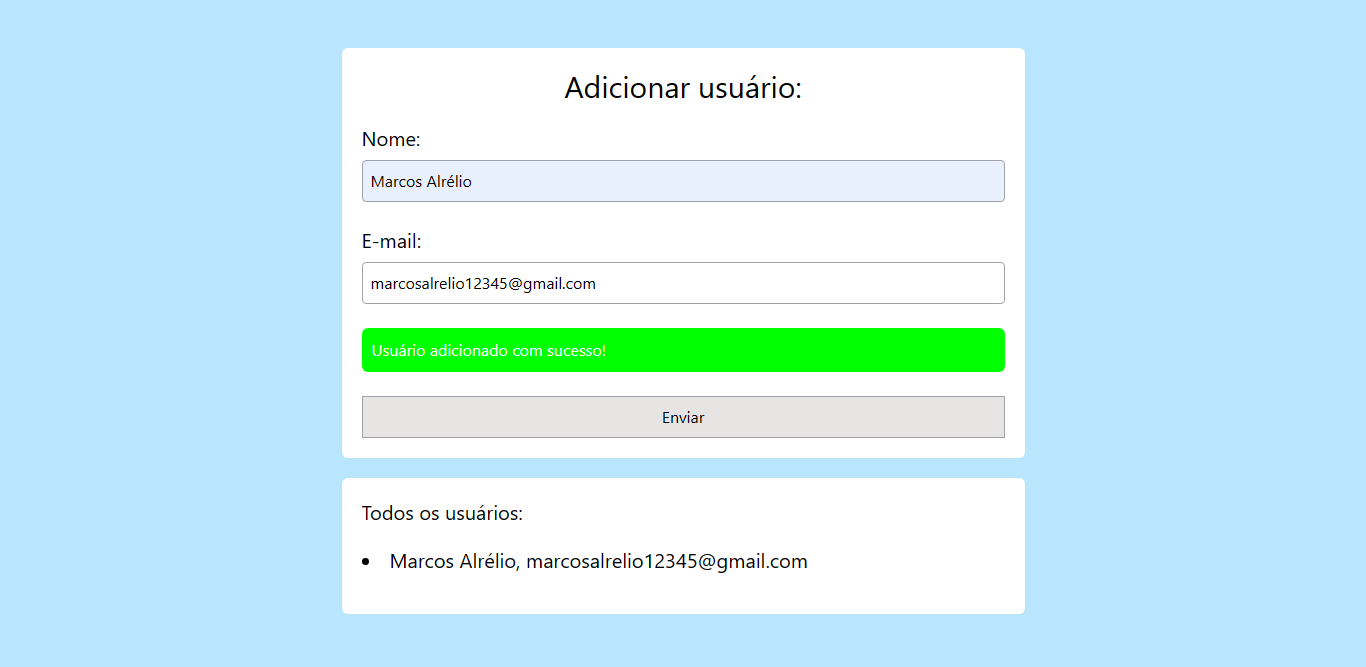 Adicionar usuário:
Nome:
Marcos Alrélio
E-mail:
marcosalrelio12345@gmail.com
Usuário adicionado com sucesso!
Enviar
Todos os usuários:
Marcos Alrélio, marcosalrelio12345@gmail.com